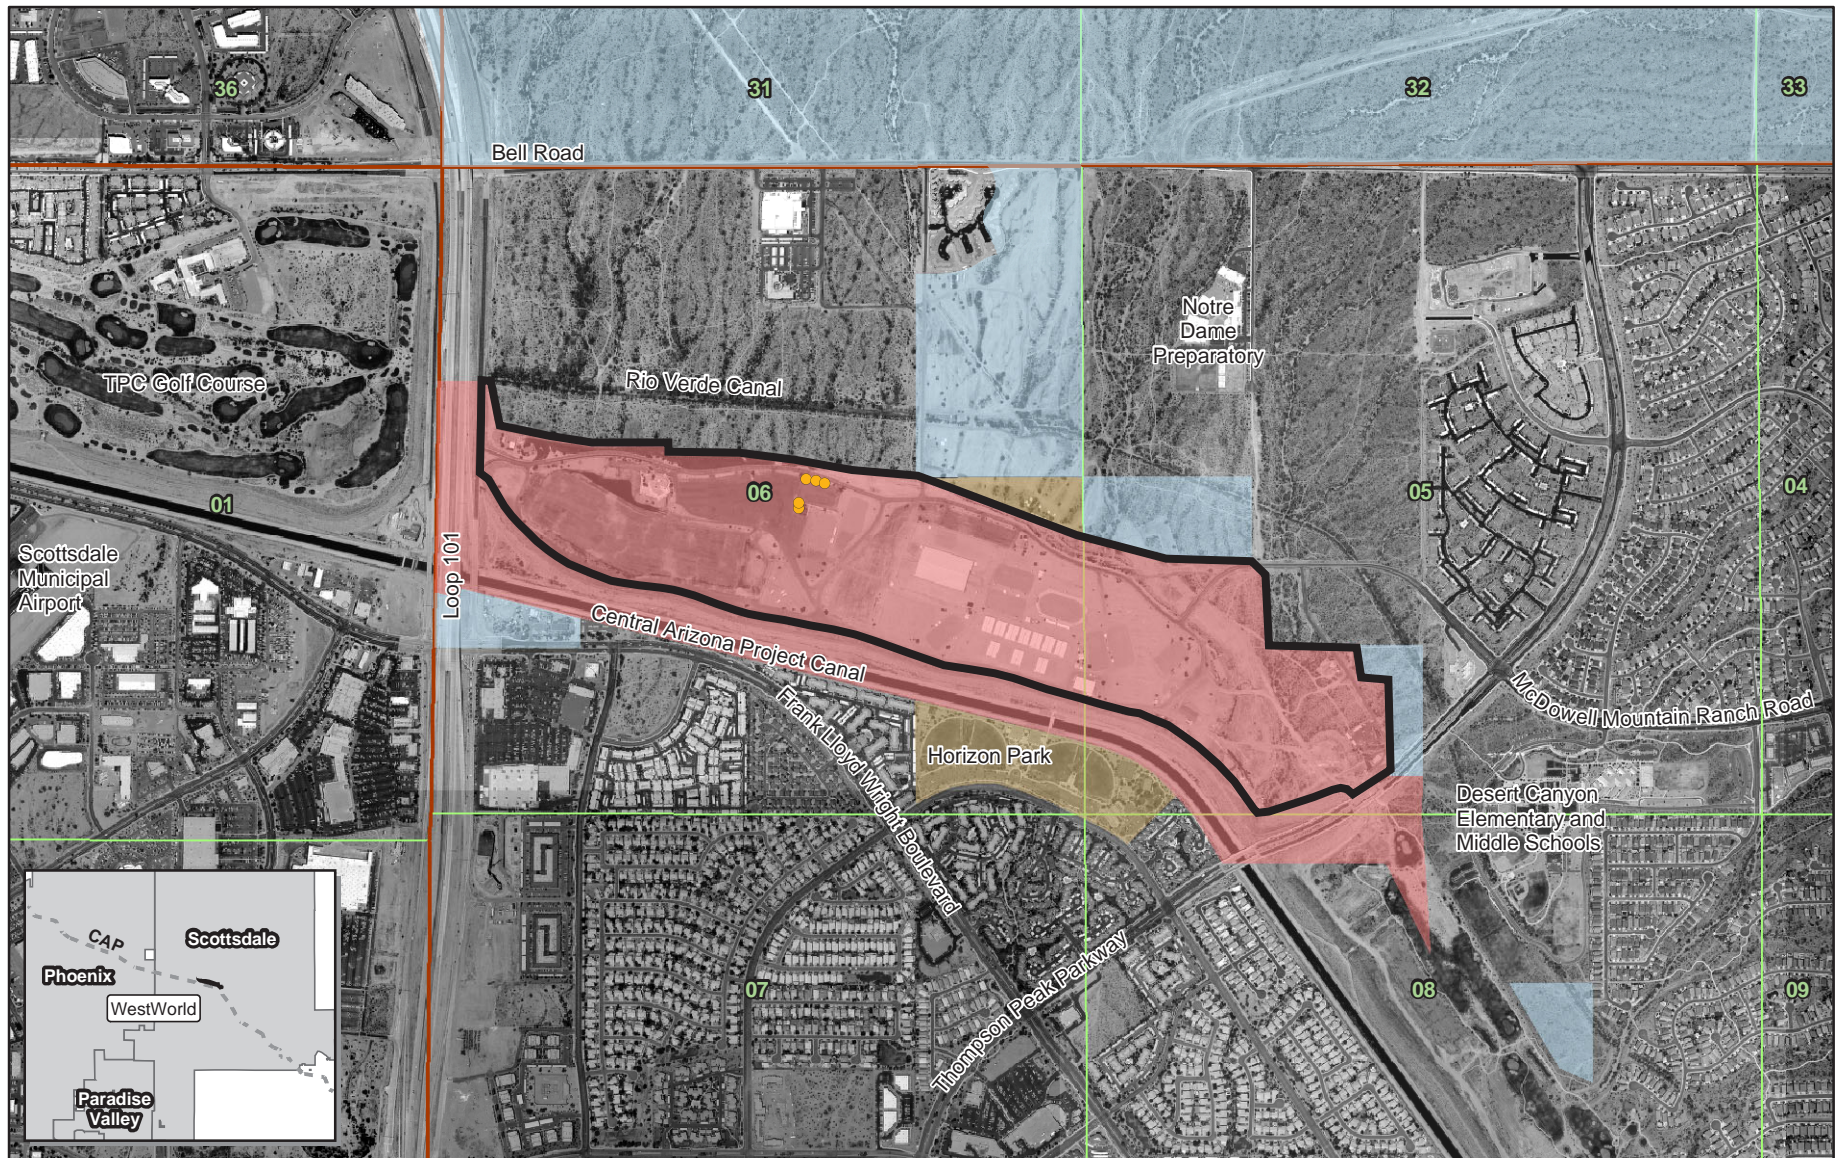 36
31
32
33
Bell Road
Notre
Dame
Preparatory
TPC Golf Course
Rio Verde Canal
01
06
05
04
Scottsdale
Municipal
Airport
Loop 101
Central Arizona Project Canal
Frank Lloyd Wright Boulevard
Horizon Park
McDowell Mountain Ranch Road
Desert Canyon
Elementary and
Middle Schools
Thompson Peak Parkway
07
08
09
CAP
Scottsdale
Phoenix
WestWorld
Paradise
Valley